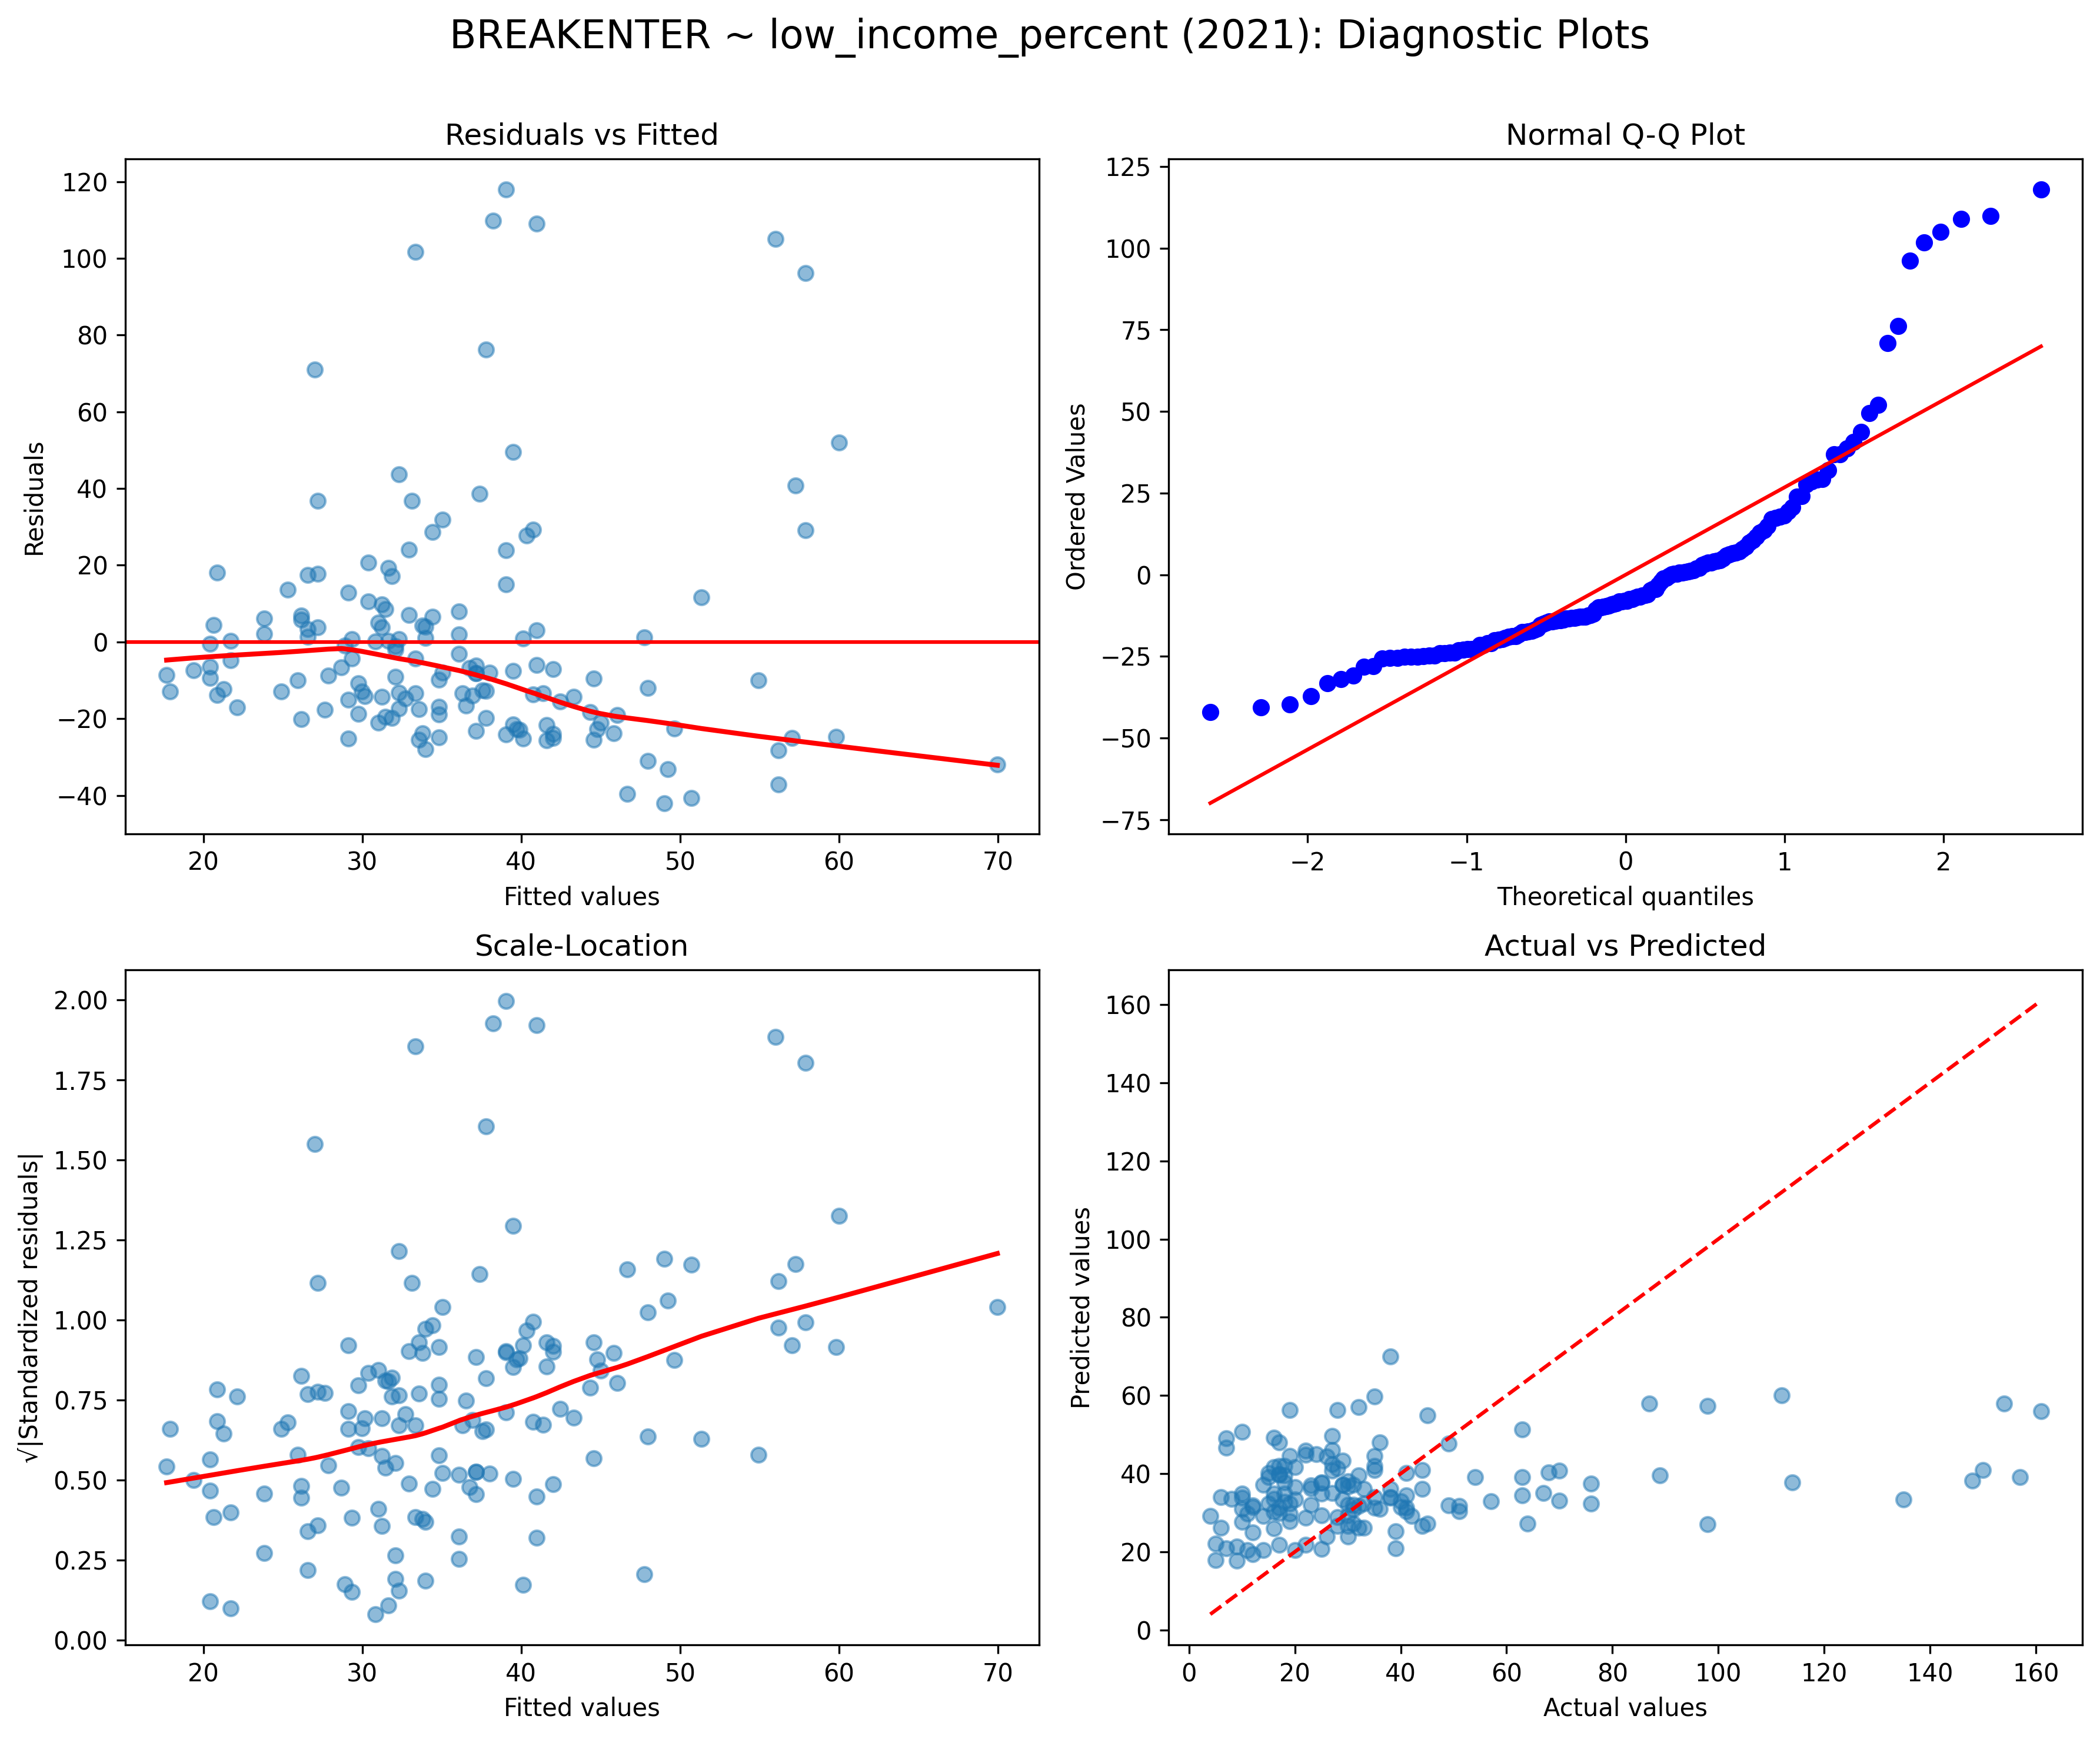 BREAKENTER ~ low_income_percent (2021): Diagnostic Plots
Residuals vs Fitted
Residuals
120
100
80
60
40
20
0
−20
−40
20 30 40 50 60 70
Fitted values
Normal Q-Q Plot
Ordered Values
125
100
75
50
25
0
−25
−50
−75
−2 −1 0 1 2
Theoretical quantiles
Scale-Location
√|Standardized residuals|
2.00
1.75
1.50
1.25
1.00
0.75
0.50
0.25
0.00
20 30 40 50 60 70
Fitted values
Actual vs Predicted
Predicted values
160
140
120
100
80
60
40
20
0
0 20 40 60 80 100 120 140 160
Actual values